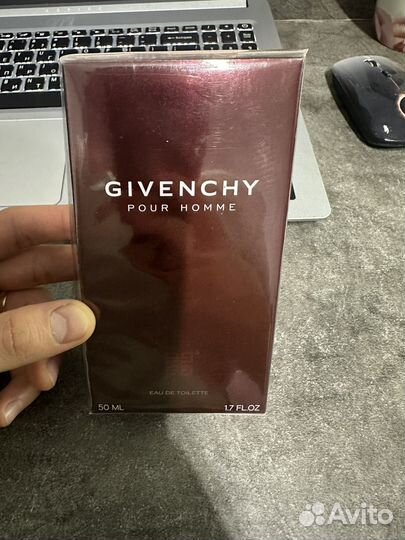 GIVENCHY
POUR HOMME
EAU DE TOILETTE
50 ML 1.7 FL.OZ
Avito